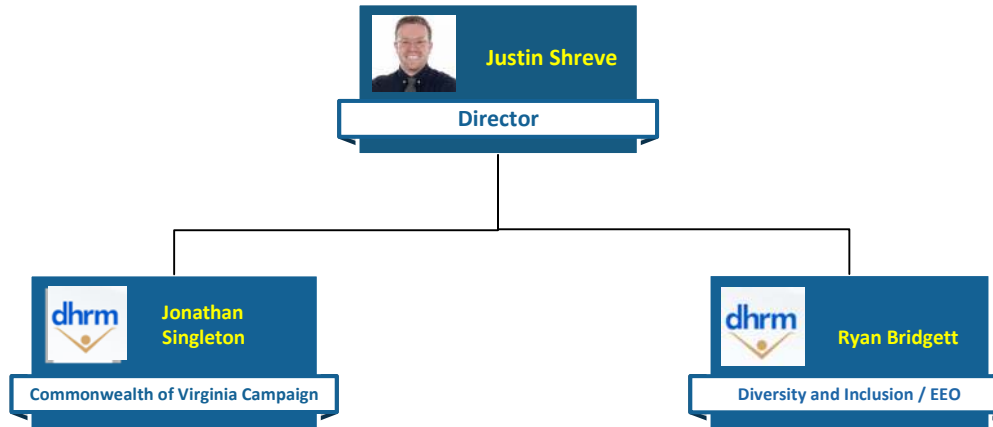 Justin Shreve
Director
dhrm
Jonathan
Singleton
Commonwealth of Virginia Campaign
dhrm
Ryan Bridgett
Diversity and Inclusion / EEO